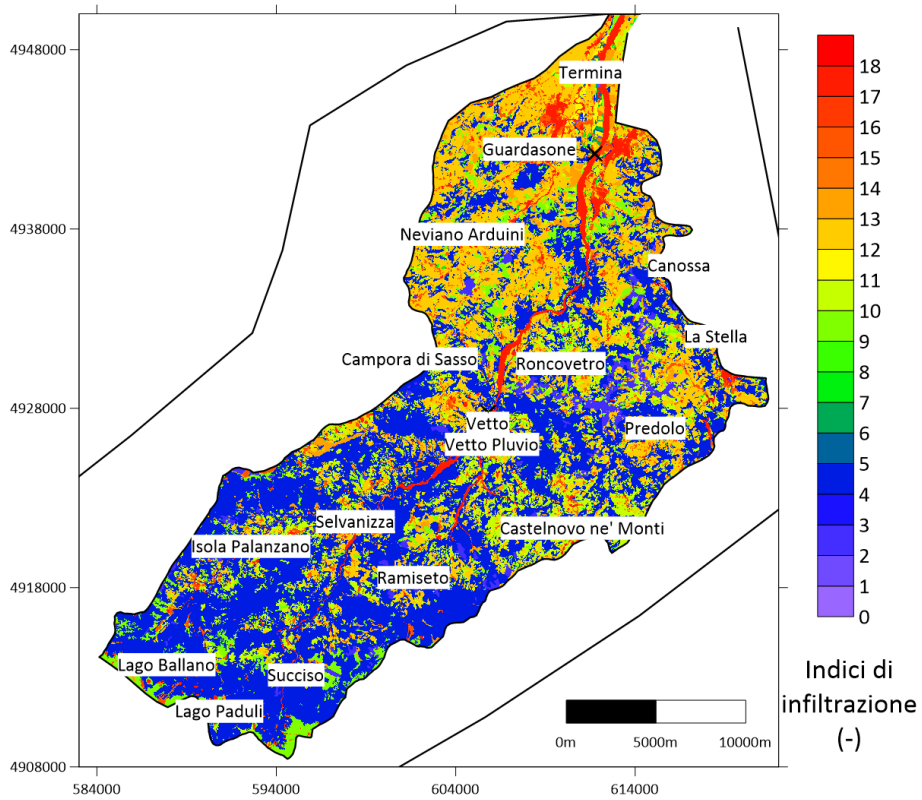 4948000
4938000
4928000
4918000
4908000
584000
594000
604000
614000
Termina
Guardasone
Neviano Arduini
Canossa
La Stella
Campora di Sasso
Roncovetro
Vetto
Predolo
Vetto Pluvio
Selvanizza
Castelnovo ne' Monti
Isola Palanzano
Ramiseto
Lago Ballano
Succiso
Lago Paduli
0m
5000m
10000m
18
17
16
15
14
13
12
11
10
9
8
7
6
5
4
3
2
1
0
Indici di
infiltrazione
(-)